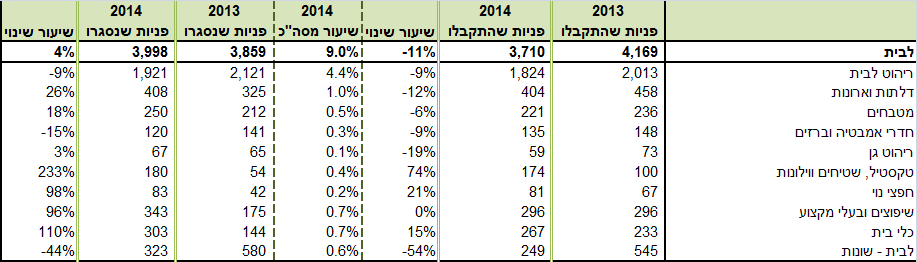 2013 2014 2014 2013 2014
פניות שהתקבלו פניות שהתקבלו שיעור שינוי שיעור מסה"כ פניות שנסגרו פניות שנסגרו שיעור שינוי
לבית 4,169 3,710 -11% 9.0% 3,859 3,998 4%
ריהוט לבית 2,013 1,824 -9% 4.4% 2,121 1,921 -9%
דלתות וארונות 458 404 -12% 1.0% 325 408 26%
מטבחים 236 221 -6% 0.5% 212 250 18%
חדרי אמבטיה וברזים 148 135 -9% 0.3% 141 120 -15%
ריהוט גן 73 59 -19% 0.1% 65 67 3%
טקסטיל, שטיחים ווילונות 100 174 74% 0.4% 54 180 233%
חפצי נוי 67 81 21% 0.2% 42 83 98%
שיפוצים ובעלי מקצוע 296 296 0% 0.7% 175 343 96%
כלי בית 233 267 15% 0.7% 144 303 110%
לבית - שונות 545 249 -54% 0.6% 580 323 -44%